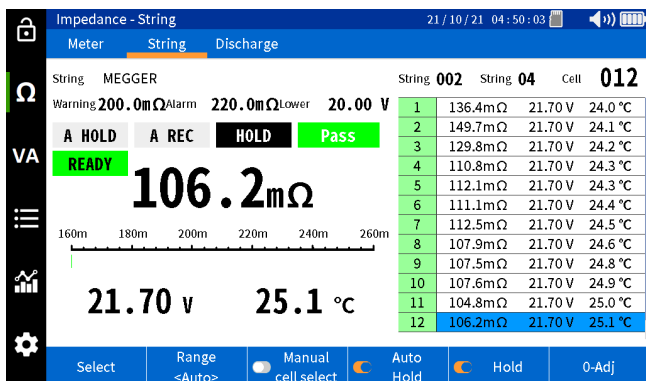 Impedance - String
21/10/21 04:50:03
Meter String Discharge
String MEGGER
Warning 200.0mΩ Alarm 220.0mΩ Lower 20.00 V
A HOLD A REC HOLD Pass
READY
106.2mΩ
160m 180m 200m 220m 240m 260m
21.70 V 25.1 °C
String 002 String 04 Cell 012
1 136.4mΩ 21.70 V 24.0 °C
2 149.7mΩ 21.70 V 24.1 °C
3 129.8mΩ 21.70 V 24.2 °C
4 110.8mΩ 21.70 V 24.3 °C
5 112.1mΩ 21.70 V 24.3 °C
6 111.1mΩ 21.70 V 24.4 °C
7 112.5mΩ 21.70 V 24.5 °C
8 107.9mΩ 21.70 V 24.6 °C
9 107.5mΩ 21.70 V 24.8 °C
10 107.6mΩ 21.70 V 24.9 °C
11 104.8mΩ 21.70 V 25.0 °C
12 106.2mΩ 21.70 V 25.1 °C
Ω
VA
Select
Range
<Auto>
Manual
cell select
Auto
Hold
Hold
0-Adj